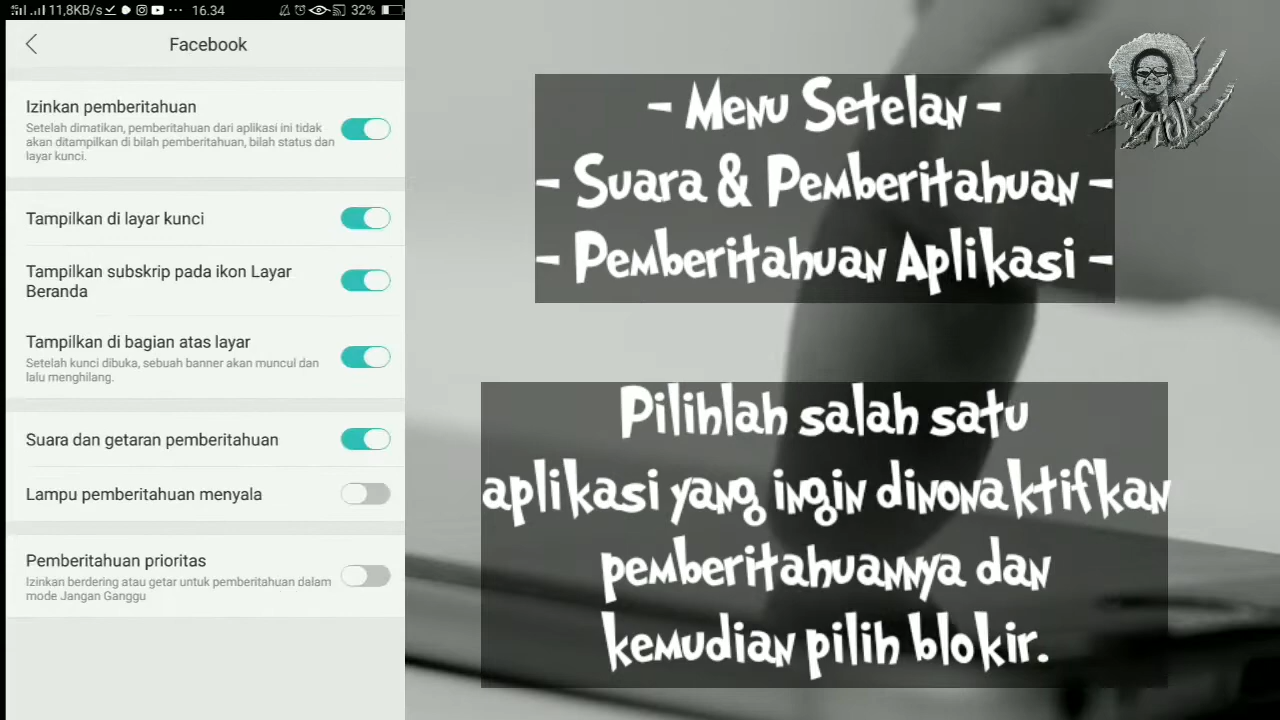 11,8KB/s
16.34
32%
Facebook
Izinkan pemberitahuan
Setelah dimatikan, pemberitahuan dari aplikasi ini tidak
akan ditampilkan di bilah pemberitahuan, bilah status dan
layar kunci.
Tampilkan di layar kunci
Tampilkan subskrip pada ikon Layar
Beranda
Tampilkan di bagian atas layar
Setelah kunci dibuka, sebuah banner akan muncul dan
lalu menghilang.
Suara dan getaran pemberitahuan
Lampu pemberitahuan menyala
Pemberitahuan prioritas
Izinkan berdering atau getar untuk pemberitahuan dalam
mode Jangan Ganggu
- Menu Setelan -
- Suara & Pemberitahuan -
- Pemberitahuan Aplikasi -
Pilihlah salah satu
aplikasi yang ingin dinonaktifkan
pemberitahuannya dan
kemudian pilih blokir.